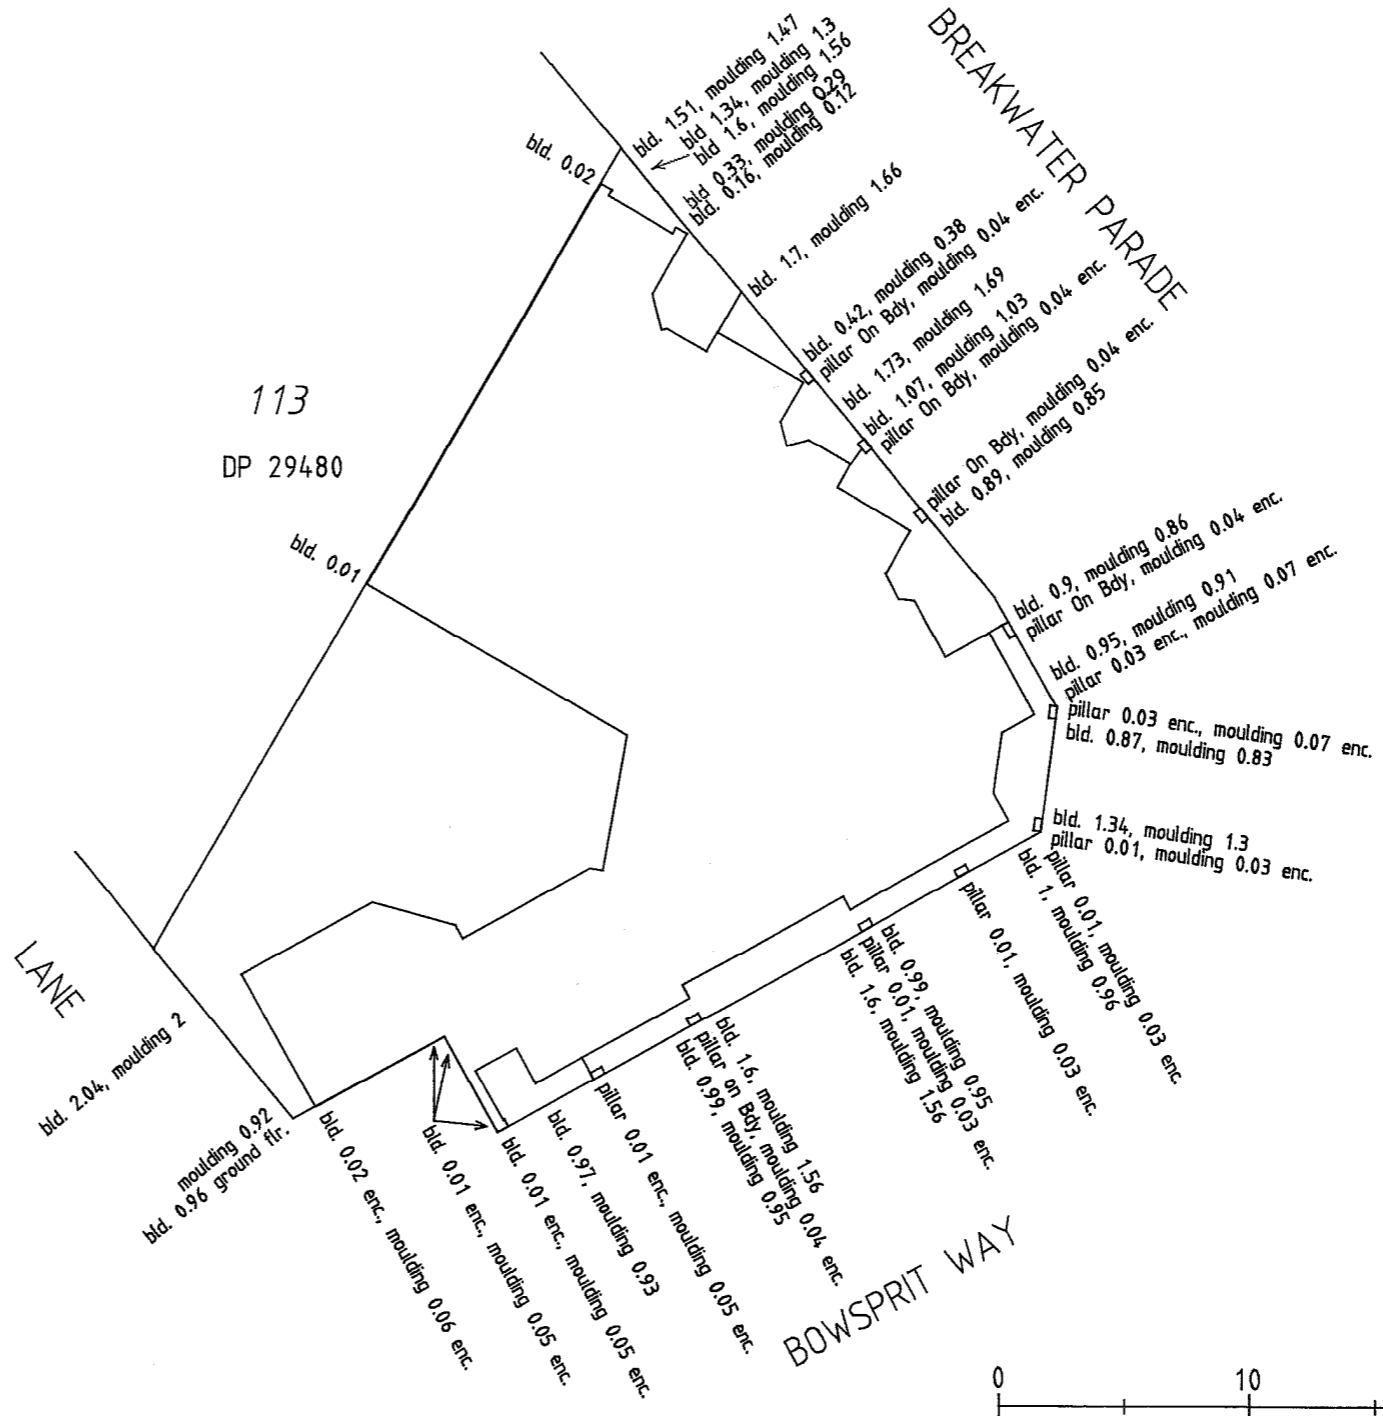 bld. 1.51, moulding 1.47
bld 1.34, moulding 1.3
bld 1.6, moulding 1.56
bld 0.33, moulding 0.29
bld. 0.16, moulding 0.12
BREAKWATER PARADE
bld. 0.02
bld. 1.7, moulding 1.66
bld. 0.42, moulding 0.38
pillar On Bdy, moulding 0.04 enc.
bld. 1.73, moulding 1.69
bld. 1.07, moulding 1.03
pillar On Bdy, moulding 0.04 enc.
pillar On Bdy, moulding 0.04 enc.
bld. 0.89, moulding 0.85
113
DP 29480
bld. 0.01
bld. 0.9, moulding 0.86
pillar On Bdy, moulding 0.04 enc.
bld. 0.95, moulding 0.91
pillar 0.03 enc., moulding 0.07 enc.
pillar 0.03 enc., moulding 0.07 enc.
bld. 0.87, moulding 0.83
bld. 1.34, moulding 1.3
pillar 0.01, moulding 0.03 enc.
pillar 0.01, moulding 0.03 enc.
bld. 1, moulding 0.96
pillar 0.01, moulding 0.03 enc.
bld. 0.99, moulding 0.95
pillar 0.01, moulding 0.03 enc.
bld. 1.6, moulding 1.56
bld. 1.6, moulding 1.56
pillar on Bdy, moulding 0.04 enc.
bld. 0.99, moulding 0.95
pillar 0.01 enc., moulding 0.05 enc.
bld. 0.97, moulding 0.93
bld. 0.01 enc., moulding 0.05 enc.
bld. 0.01 enc., moulding 0.05 enc.
bld. 0.02 enc., moulding 0.06 enc.
LANE
bld. 2.04, moulding 2
moulding 0.92
bld. 0.96 ground flr.
BOWSPRIT WAY
0 10